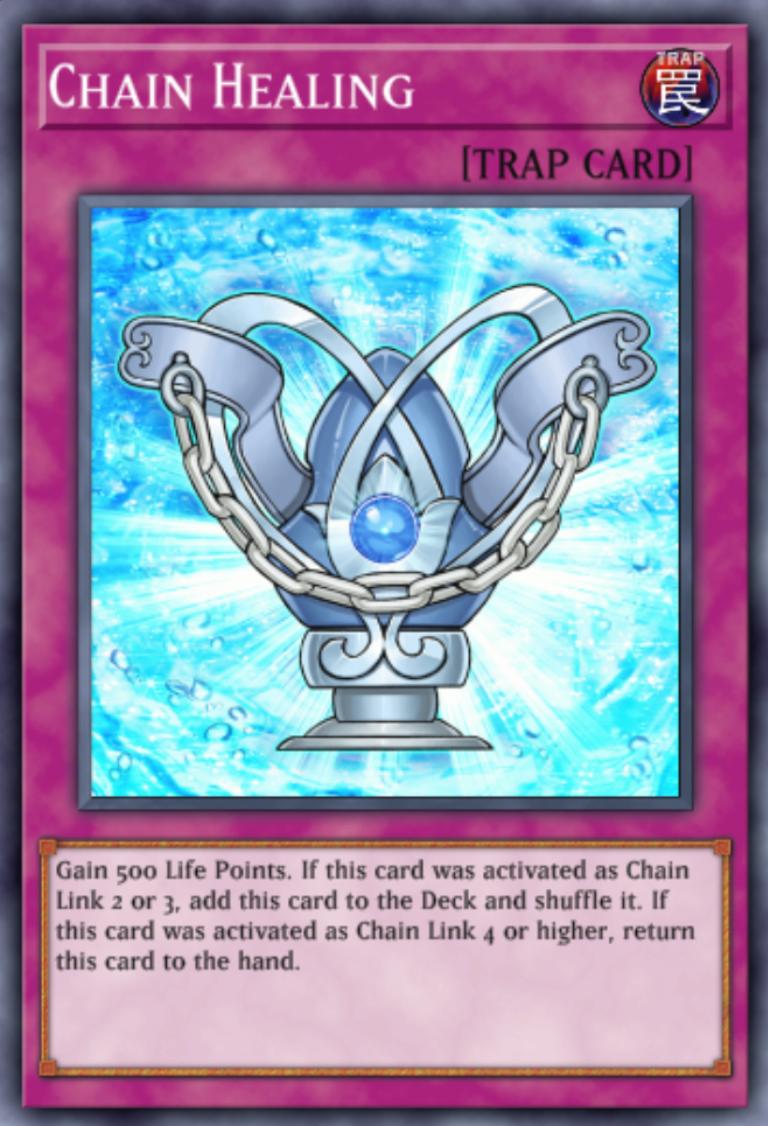 Chain Healing
TRAP
罠
[TRAP CARD]
Gain 500 Life Points. If this card was activated as Chain
Link 2 or 3, add this card to the Deck and shuffle it. If
this card was activated as Chain Link 4 or higher, return
this card to the hand.